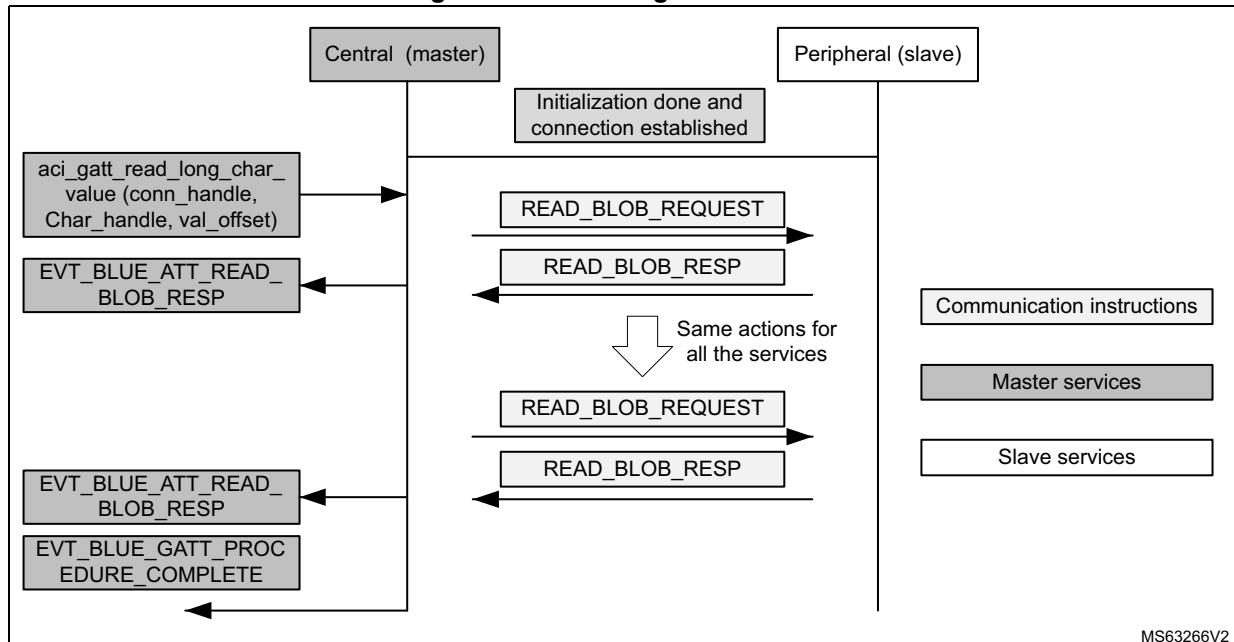 Central (master)
Peripheral (slave)
Initialization done and
connection established
aci_gatt_read_long_char_
value (conn_handle,
Char_handle, val_offset)
READ_BLOB_REQUEST
READ_BLOB_RESP
EVT_BLUE_ATT_READ_
BLOB_RESP
Communication instructions
Same actions for
all the services
Master services
READ_BLOB_REQUEST
READ_BLOB_RESP
Slave services
EVT_BLUE_ATT_READ_
BLOB_RESP
EVT_BLUE_GATT_PROC
EDURE_COMPLETE
MS63266V2